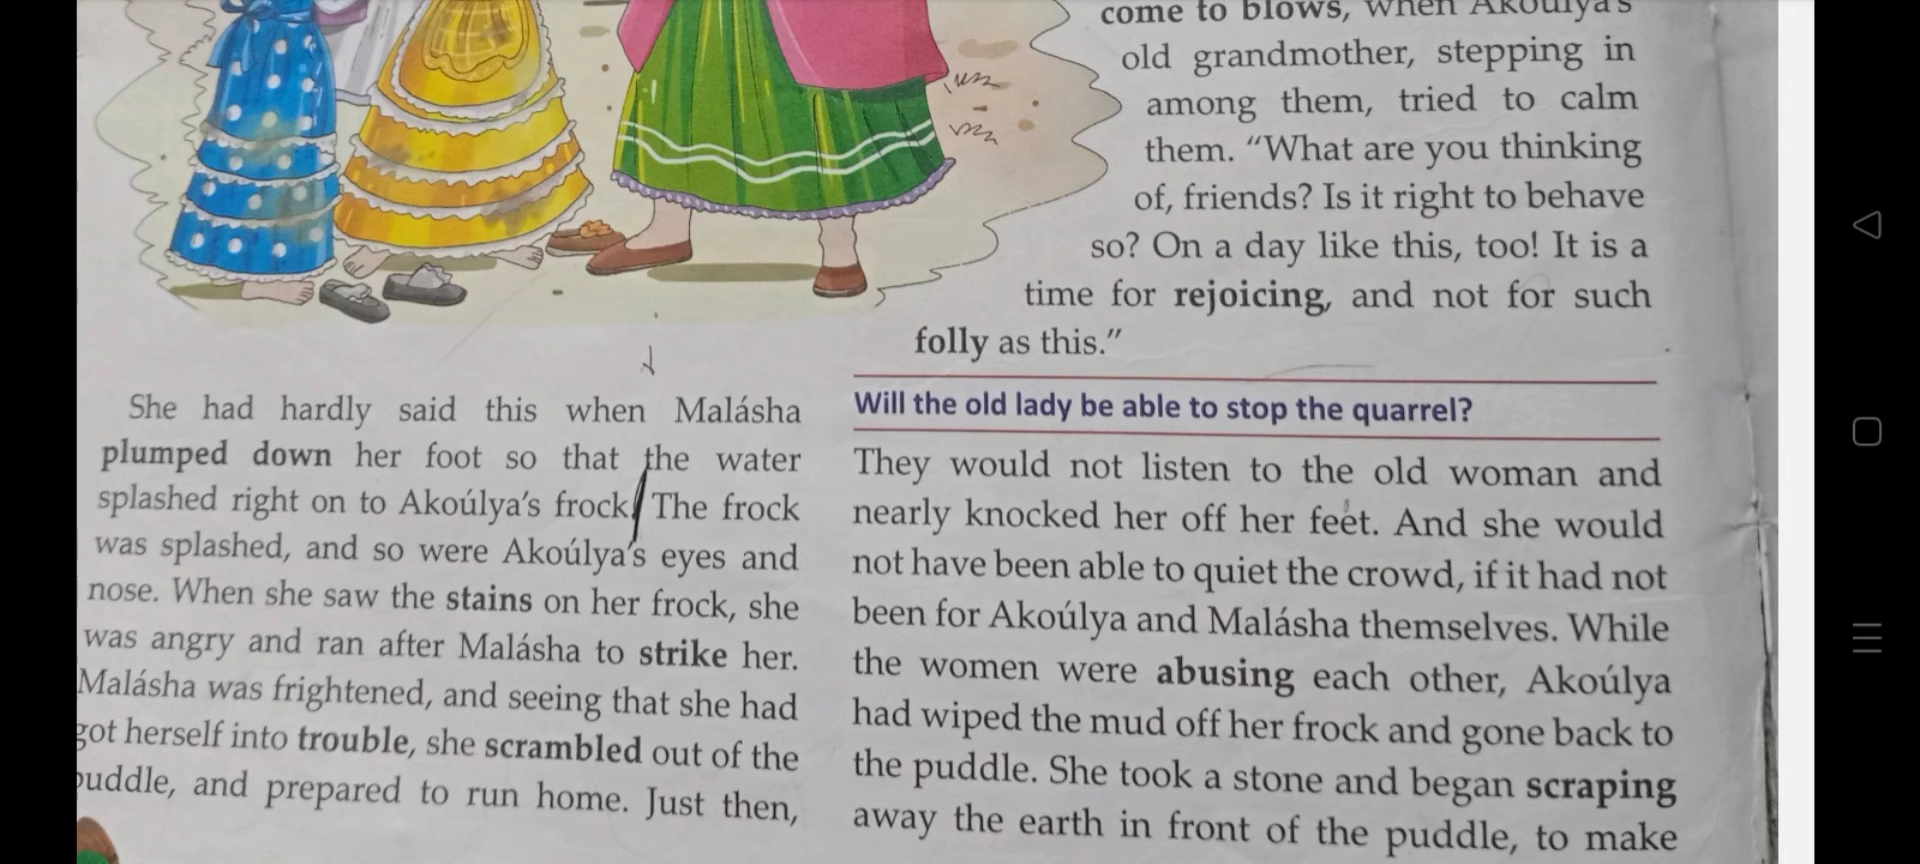 She had hardly said this when Malásha
plumped down her foot so that the water
splashed right on to Akoúlya's frock. The frock
was splashed, and so were Akoúlya's eyes and
nose. When she saw the stains on her frock, she
was angry and ran after Malásha to strike her.
Malásha was frightened, and seeing that she had
got herself into trouble, she scrambled out of the
puddle, and prepared to run home. Just then,
come to blows, when Akoúlya's
old grandmother, stepping in
among them, tried to calm
them. "What are you thinking
of, friends? Is it right to behave
so? On a day like this, too! It is a
time for rejoicing, and not for such
folly as this."
Will the old lady be able to stop the quarrel?
They would not listen to the old woman and
nearly knocked her off her feet. And she would
not have been able to quiet the crowd, if it had not
been for Akoúlya and Malásha themselves. While
the women were abusing each other, Akoúlya
had wiped the mud off her frock and gone back to
the puddle. She took a stone and began scraping
away the earth in front of the puddle, to make